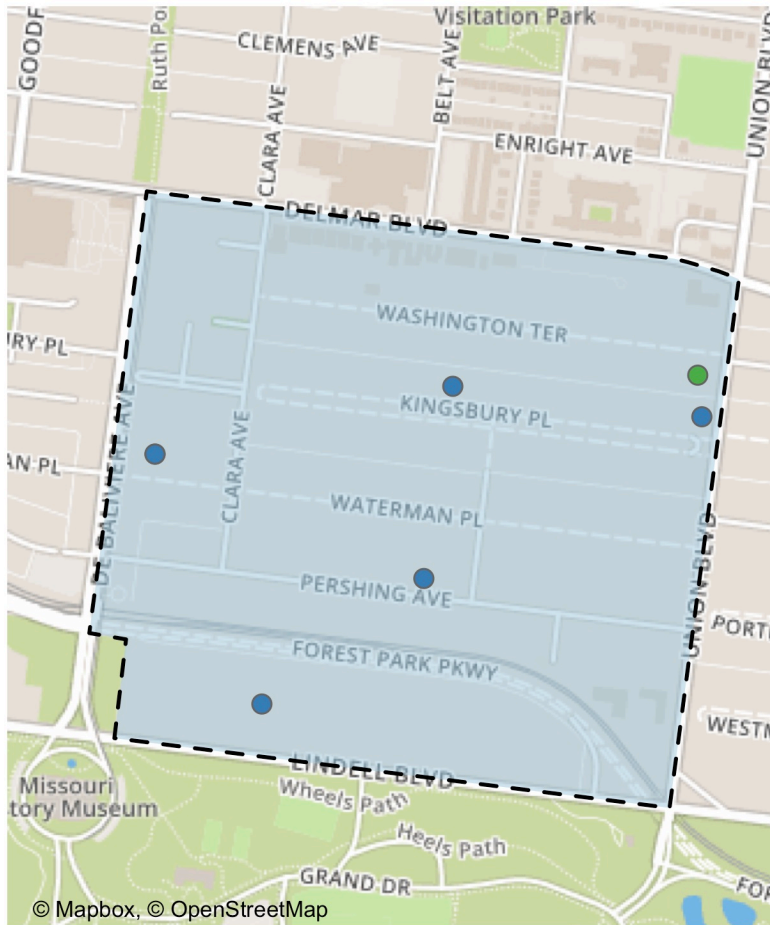 Visitation Park
GOODF
Ruth Po
CLEMENS AVE
BELT AVE
UNION BLVD
CLARA AVE
ENRIGHT AVE
DELMAR BLVD
WASHINGTON TER
URY PL
KINGSBURY PL
DE BALIVIERE AVE
CLARA AVE
AN PL
WATERMAN PL
UNION BLVD
PERSHING AVE
PORT
FOREST PARK PKWY
WESTM
LINDELL BLVD
Missouri
tory Museum
Wheels Path
Heels Path
GRAND DR
FOR
© Mapbox, © OpenStreetMap